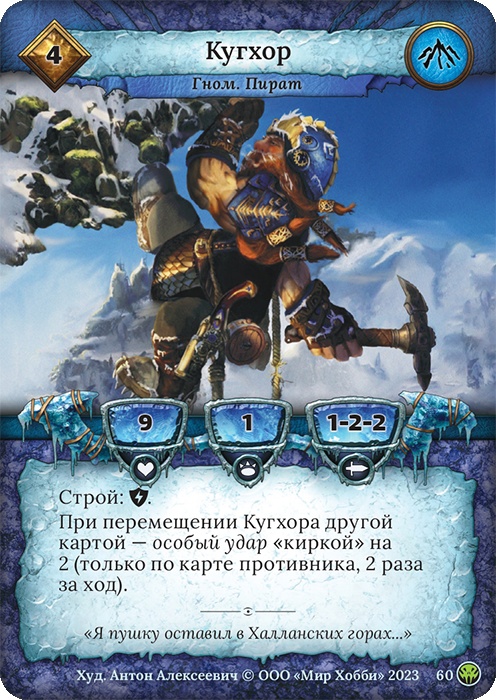 4
Кугхор
Гном. Пират
9
1
1-2-2
Строй: .
При перемещении Кугхора другой
картой — особый удар «киркой» на
2 (только по карте противника, 2 раза
за ход).
«Я пушку оставил в Халланских горах...»
Худ. Антон Алексеевич © ООО «Мир Хобби» 2023 60